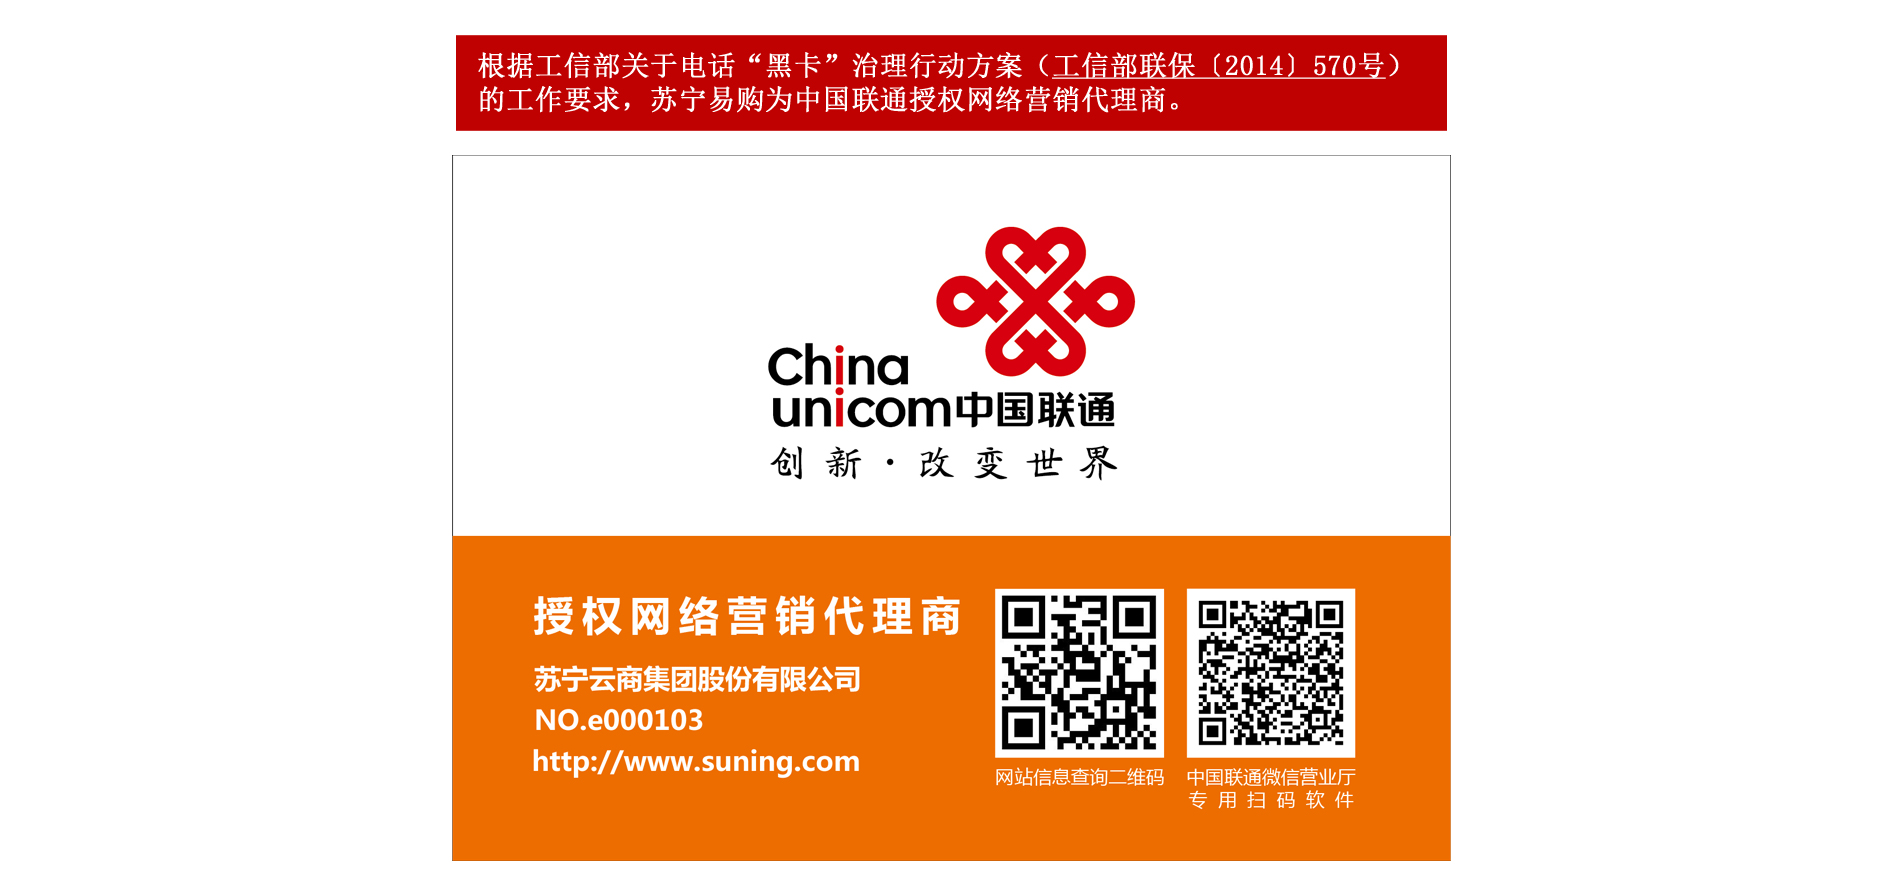 根据工信部关于电话“黑卡”治理行动方案（工信部联保〔2014〕570号）
的工作要求，苏宁易购为中国联通授权网络营销代理商。
China
unicom中国联通
创新·改变世界
授权网络营销代理商
苏宁云商集团股份有限公司
NO.e000103
http://www.suning.com
网站信息查询二维码
中国联通微信营业厅
专用扫码软件